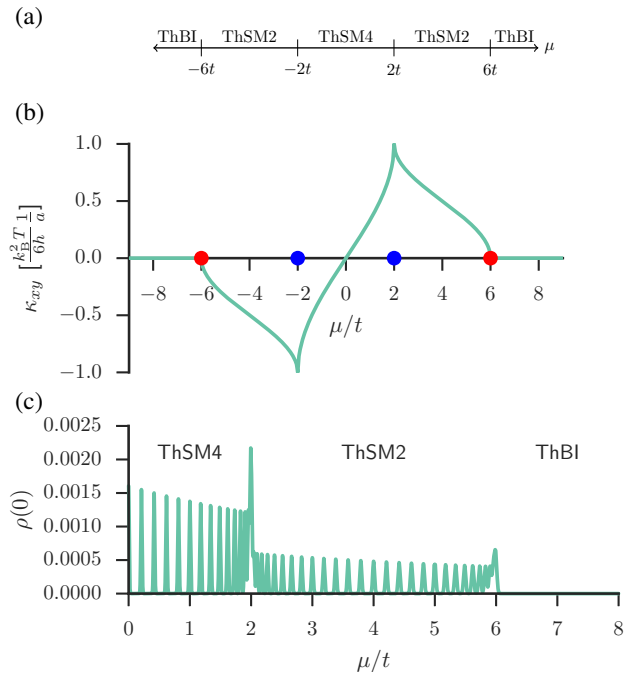 (a)
ThBI ThSM2 ThSM4 ThSM2 ThBI μ
−6t −2t 2t 6t
(b)
1.0
0.5
0.0
−0.5
−1.0
κxy [k_B^2 T/6h 1/a]
−8 −6 −4 −2 0 2 4 6 8
μ/t
(c)
0.0025
0.0020
0.0015
0.0010
0.0005
0.0000
ρ(0)
ThSM4 ThSM2 ThBI
0 1 2 3 4 5 6 7 8
μ/t